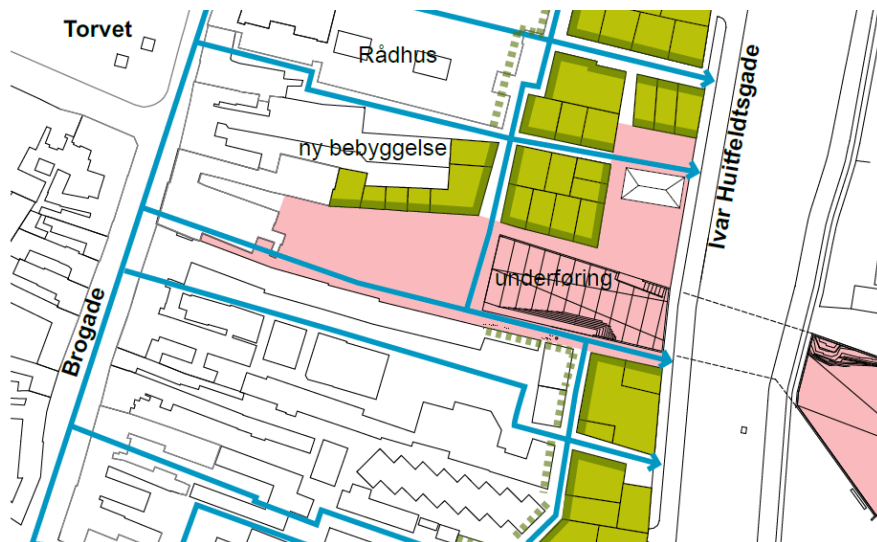 Torvet
Rådhus
ny bebyggelse
Ivar Huitfeldtsgade
underføring
Brogade